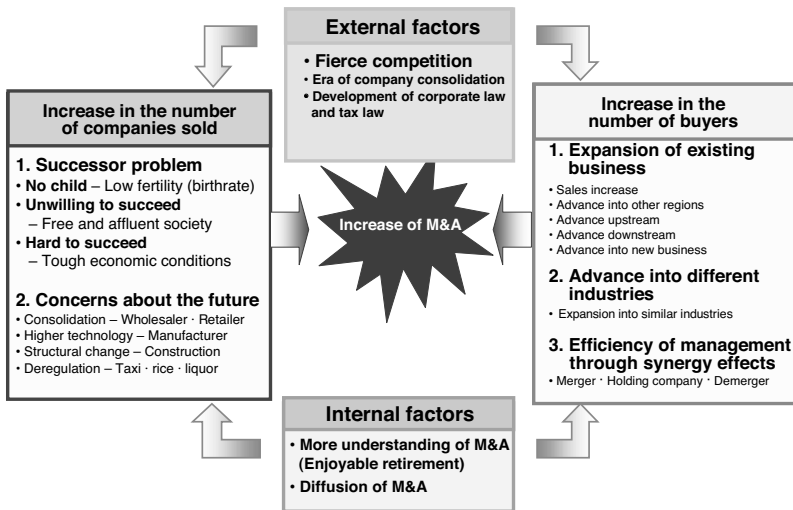 External factors
• Fierce competition
• Era of company consolidation
• Development of corporate law
and tax law
Increase in the number
of companies sold
1. Successor problem
• No child – Low fertility (birthrate)
• Unwilling to succeed
– Free and affluent society
• Hard to succeed
– Tough economic conditions
2. Concerns about the future
• Consolidation – Wholesaler · Retailer
• Higher technology – Manufacturer
• Structural change – Construction
• Deregulation – Taxi · rice · liquor
Increase of M&A
Increase in the
number of buyers
1. Expansion of existing
business
• Sales increase
• Advance into other regions
• Advance upstream
• Advance downstream
• Advance into new business
2. Advance into different
industries
• Expansion into similar industries
3. Efficiency of management
through synergy effects
• Merger · Holding company · Demerger
Internal factors
• More understanding of M&A
(Enjoyable retirement)
• Diffusion of M&A